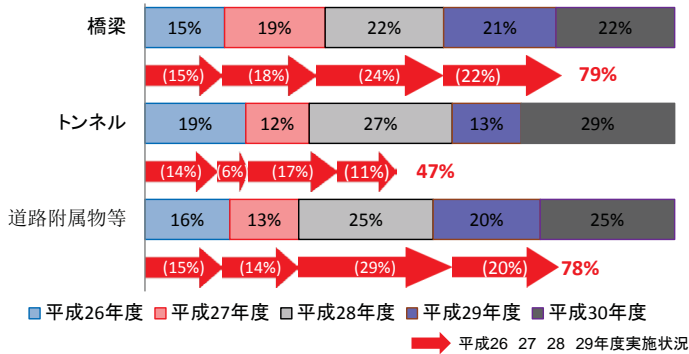 橋梁 15% 19% 22% 21% 22%
(15%) (18%) (24%) (22%) 79%
トンネル 19% 12% 27% 13% 29%
(14%) (6%) (17%) (11%) 47%
道路附属物等 16% 13% 25% 20% 25%
(15%) (14%) (29%) (20%) 78%
平成26年度 平成27年度 平成28年度 平成29年度 平成30年度
平成26 27 28 29年度実施状況